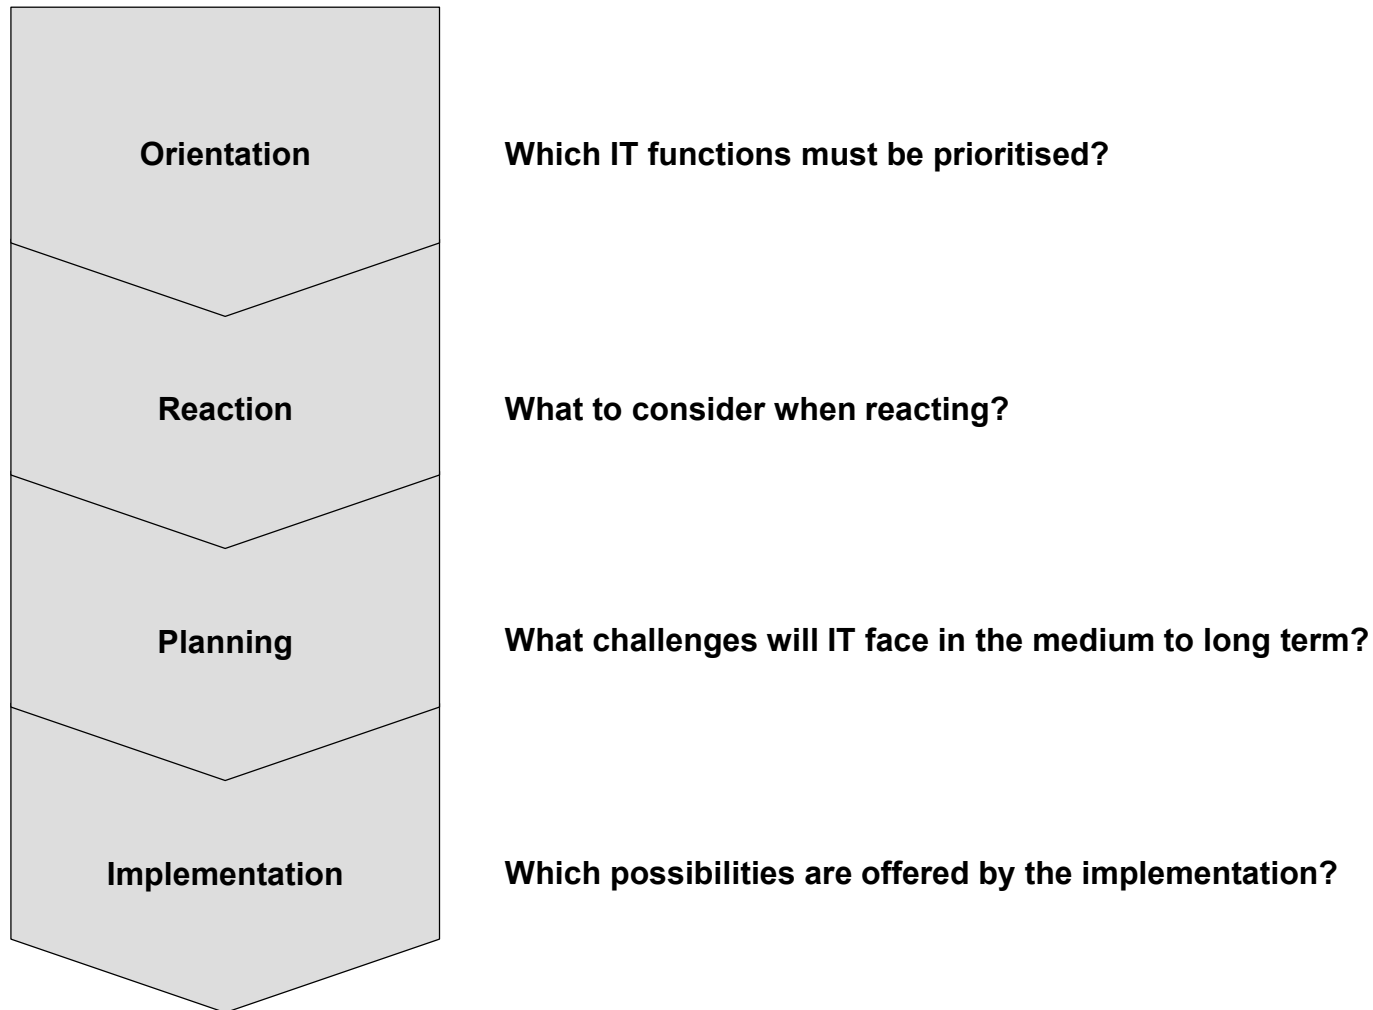 Orientation
Which IT functions must be prioritised?
Reaction
What to consider when reacting?
Planning
What challenges will IT face in the medium to long term?
Implementation
Which possibilities are offered by the implementation?